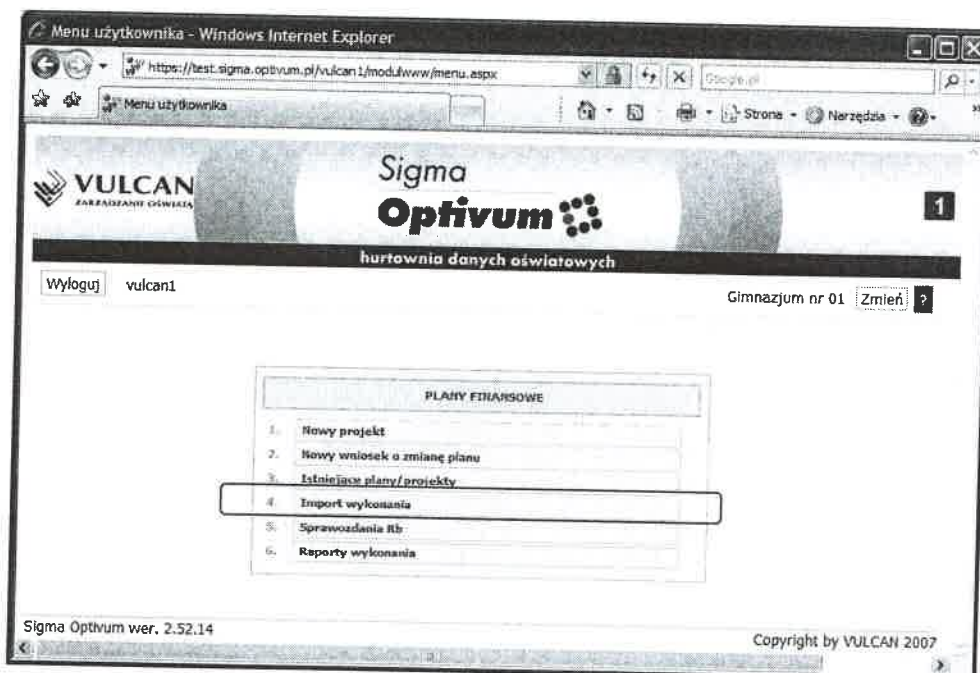 Menu użytkownika - Windows Internet Explorer
https://test.sigma.optivum.pl/vulcan1/modulwww/menu.aspx
Google.pl
Menu użytkownika
Strona
Narzędzia
VULCAN
ZARZĄDZANIE OŚWIATĄ
Sigma
Optivum
1
hurtownia danych oświatowych
Wyloguj vulcan1
Gimnazjum nr 01 Zmień ?
PLANY FINANSOWE
1. Nowy projekt
2. Nowy wniosek o zmianę planu
3. Istniejące plany/projekty
4. Import wykonania
5. Sprawozdania Rb
6. Raporty wykonania
Sigma Optivum wer. 2.52.14
Copyright by VULCAN 2007